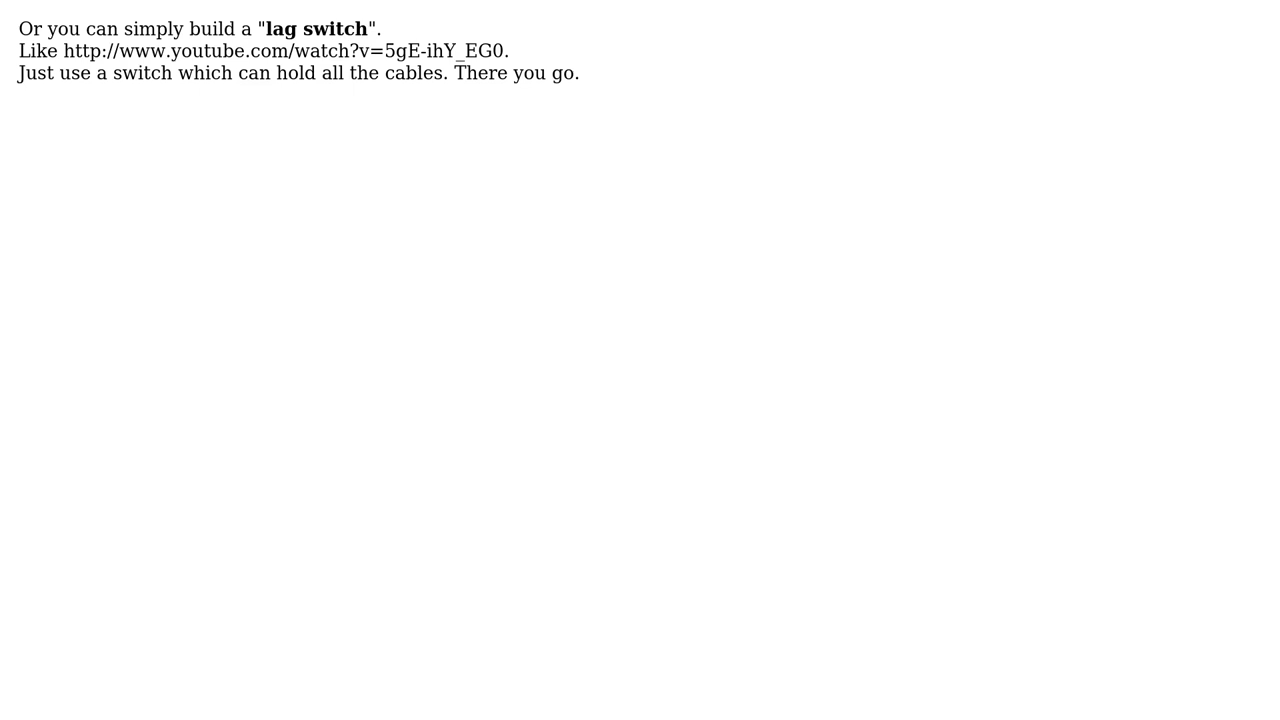 Or you can simply build a "lag switch".
Like http://www.youtube.com/watch?v=5gE-ihY_EG0.
Just use a switch which can hold all the cables. There you go.